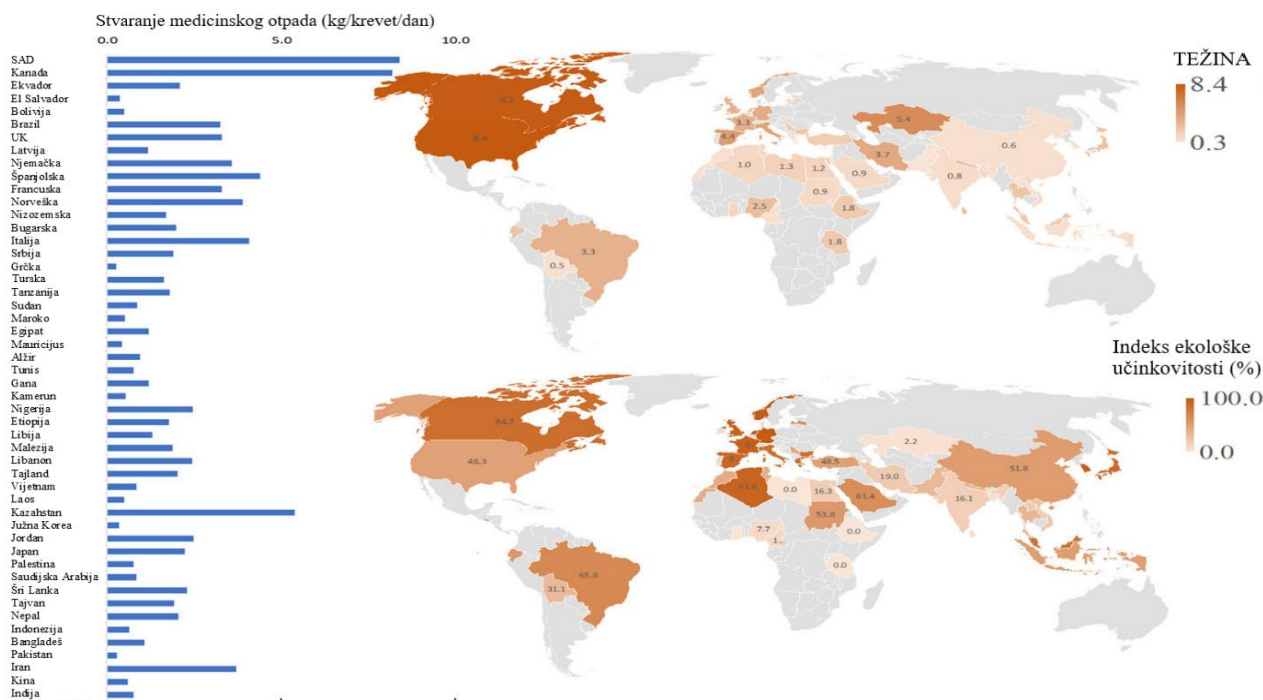 Stvaranje medicinskog otpada (kg/krevet/dan)
0.0 5.0 10.0
SAD
Kanada
Ekvador
El Salvador
Bolivija
Brazil
UK
Latvija
Njemačka
Španjolska
Francuska
Norveška
Nizozemska
Bugarska
Italija
Srbija
Grčka
Turska
Tanzanija
Sudan
Maroko
Egipat
Mauricijus
Alžir
Tunis
Gana
Kamerun
Nigerija
Etiopija
Libija
Malezija
Libanon
Tajland
Vijetnam
Laos
Kazahstan
Južna Korea
Jordan
Japan
Palestina
Saudijska Arabija
Šri Lanka
Tajvan
Nepal
Indonezija
Bangladeš
Pakistan
Iran
Kina
Indija
TEŽINA
8.4
0.3
8.2
8.4
3.3
0.5
3.3
4.4
5.4
3.7
0.6
0.8
1.0
1.3
1.2
0.9
0.9
2.5
1.8
1.8
Indeks ekološke
učinkovitosti (%)
100.0
0.0
84.7
48.3
65.8
31.1
48.5
2.2
19.0
51.8
16.1
0.0
16.3
61.4
53.8
7.7
1...
0.0
0.0